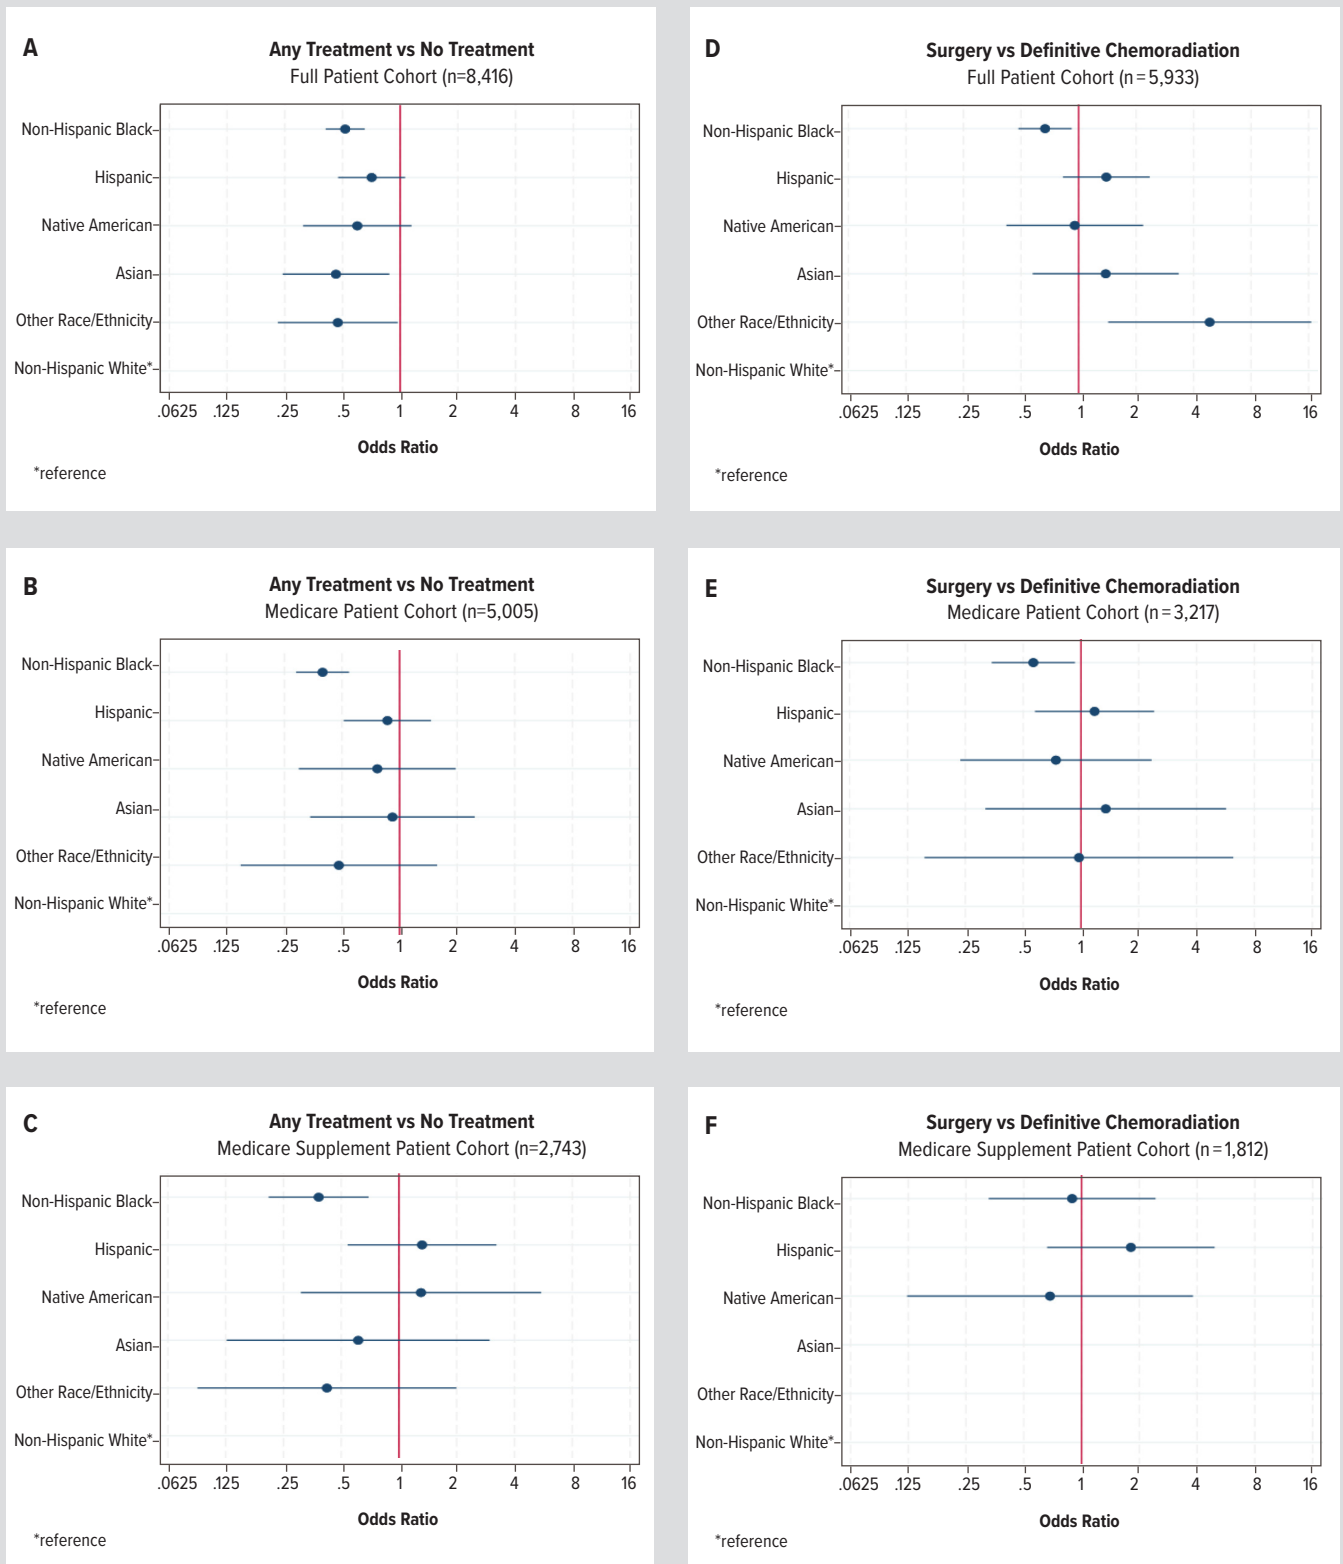 A
Any Treatment vs No Treatment
Full Patient Cohort (n=8,416)
Non-Hispanic Black
Hispanic
Native American
Asian
Other Race/Ethnicity
Non-Hispanic White*
.0625 .125 .25 .5 1 2 4 8 16
Odds Ratio
*reference
D
Surgery vs Definitive Chemoradiation
Full Patient Cohort (n=5,933)
Non-Hispanic Black
Hispanic
Native American
Asian
Other Race/Ethnicity
Non-Hispanic White*
.0625 .125 .25 .5 1 2 4 8 16
Odds Ratio
*reference
B
Any Treatment vs No Treatment
Medicare Patient Cohort (n=5,005)
Non-Hispanic Black
Hispanic
Native American
Asian
Other Race/Ethnicity
Non-Hispanic White*
.0625 .125 .25 .5 1 2 4 8 16
Odds Ratio
*reference
E
Surgery vs Definitive Chemoradiation
Medicare Patient Cohort (n=3,217)
Non-Hispanic Black
Hispanic
Native American
Asian
Other Race/Ethnicity
Non-Hispanic White*
.0625 .125 .25 .5 1 2 4 8 16
Odds Ratio
*reference
C
Any Treatment vs No Treatment
Medicare Supplement Patient Cohort (n=2,743)
Non-Hispanic Black
Hispanic
Native American
Asian
Other Race/Ethnicity
Non-Hispanic White*
.0625 .125 .25 .5 1 2 4 8 16
Odds Ratio
*reference
F
Surgery vs Definitive Chemoradiation
Medicare Supplement Patient Cohort (n=1,812)
Non-Hispanic Black
Hispanic
Native American
Asian
Other Race/Ethnicity
Non-Hispanic White*
.0625 .125 .25 .5 1 2 4 8 16
Odds Ratio
*reference